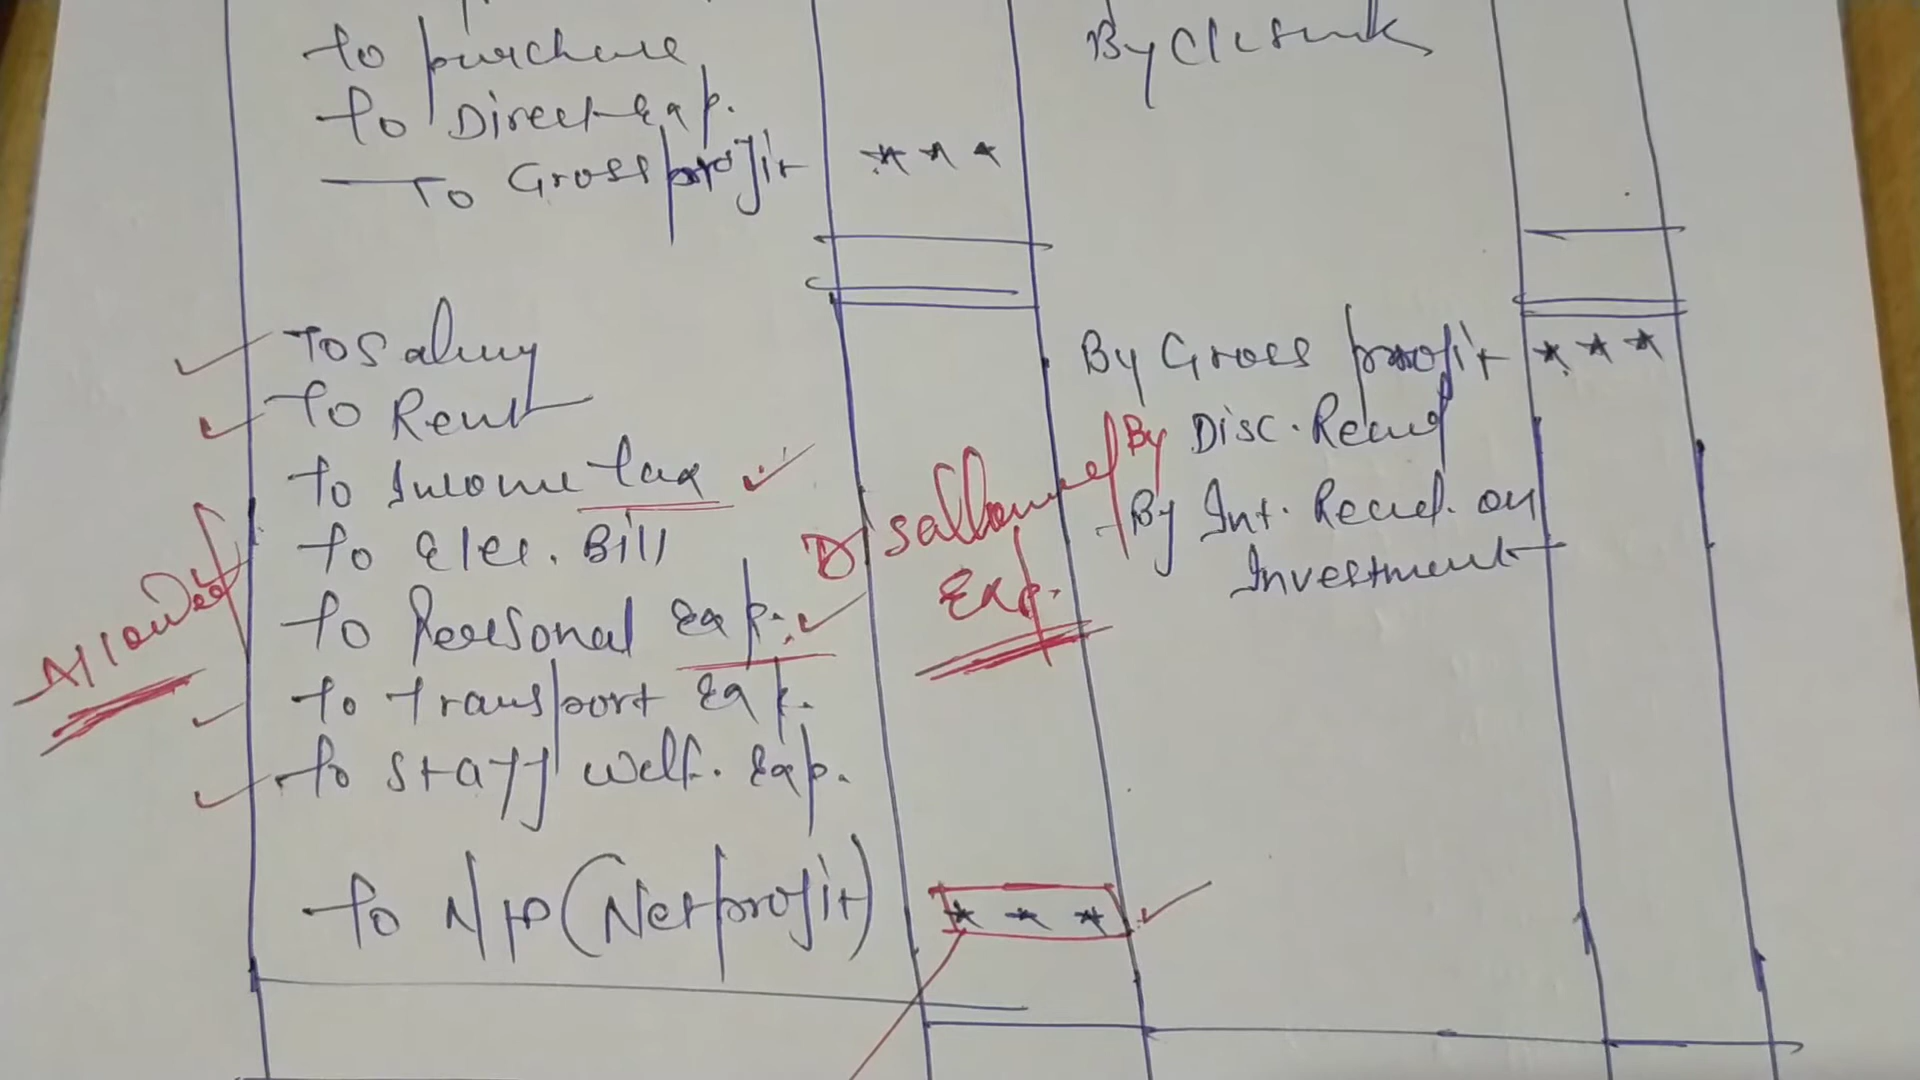 To purchase
To Direct Exp.
To Gross profit ***
By Cl. Stock
To Salary
To Rent
To Income tax
To Elec. Bill
To Personal Exp.
To transport Exp.
To staff welf. Exp.
To N/P (Net profit) ***
Allowed
Disallowed
Exp.
By Gross profit ***
By Disc. Recvd
By Int. Recvd. on
Investment